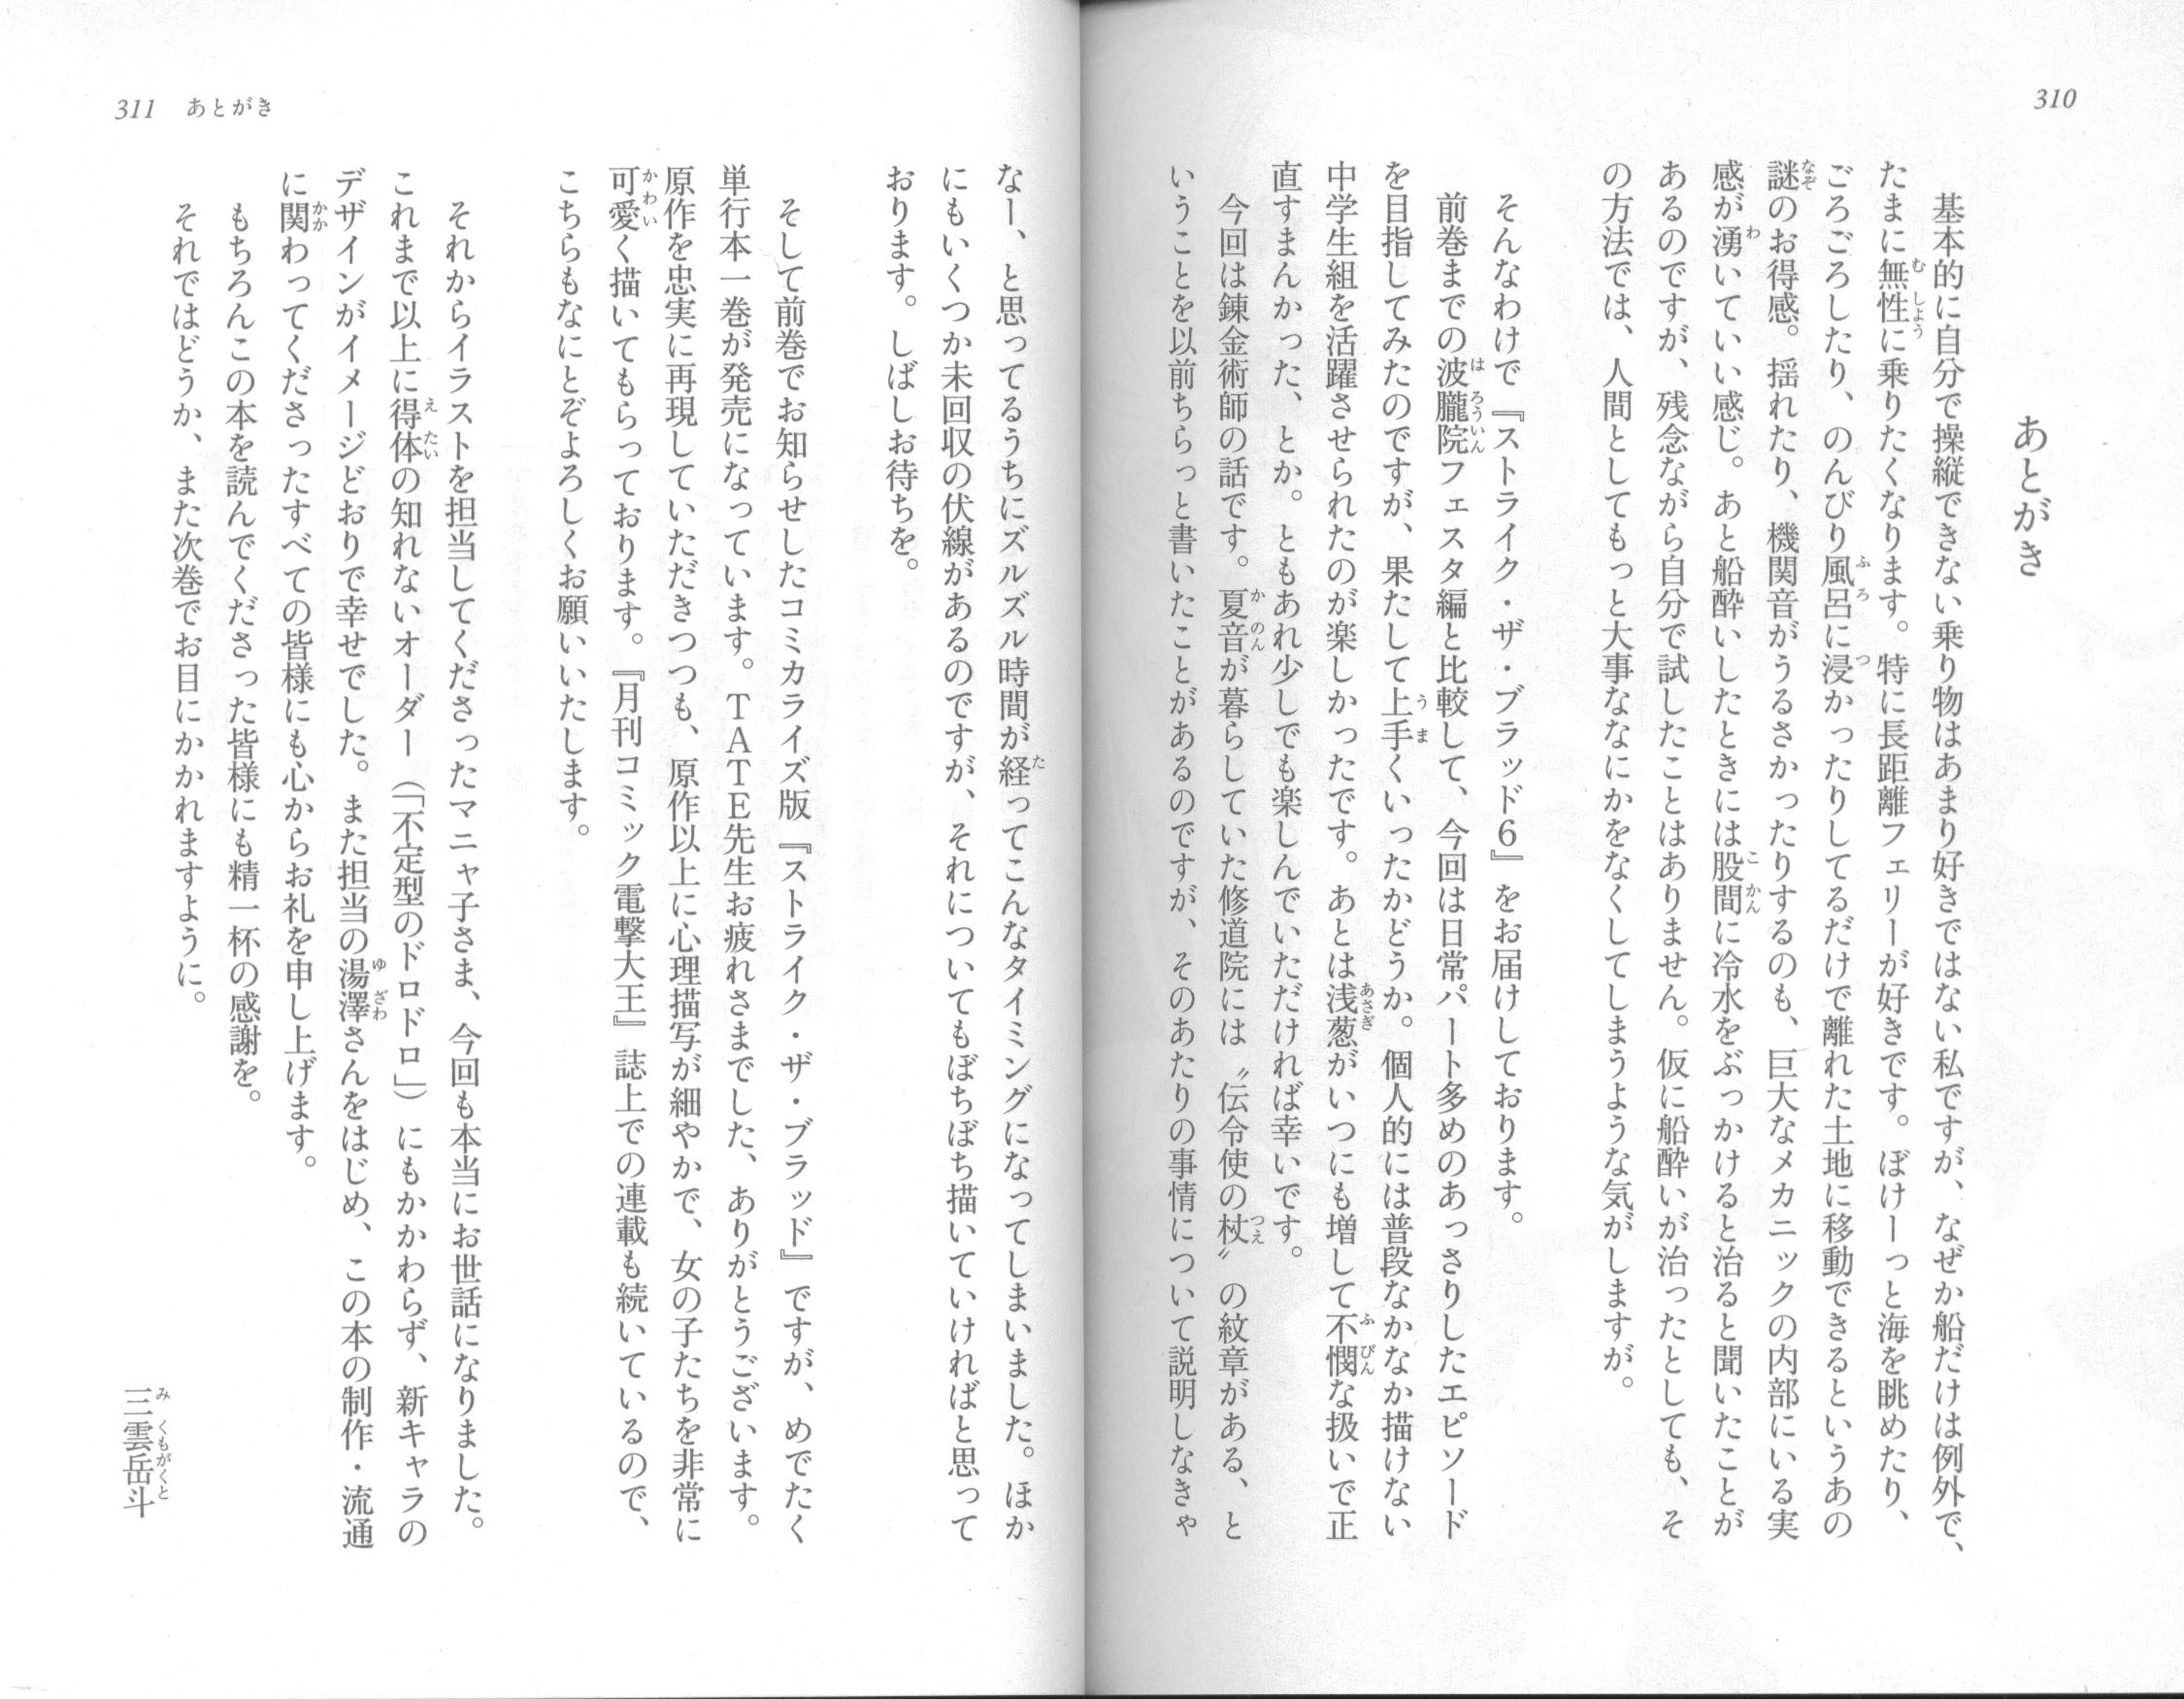 310
あとがき
　基本的に自分で操縦できない乗り物はあまり好きではない私ですが、なぜか船だけは例外で、
たまに無性に乗りたくなります。特に長距離フェリーが好きです。ぼけーっと海を眺めたり、
ごろごろしたり、のんびり風呂に浸かったりしてるだけで離れた土地に移動できるというあの
謎のお得感。揺れたり、機関音がうるさかったりするのも、巨大なメカニックの内部にいる実
感が湧いていい感じ。あと船酔いしたときには股間に冷水をぶっかけると治ると聞いたことが
あるのですが、残念ながら自分で試したことはありません。仮に船酔いが治ったとしても、そ
の方法では、人間としてもっと大事ななにかをなくしてしまうような気がしますが。
　そんなわけで『ストライク・ザ・ブラッド６』をお届けしております。
　前巻までの波朧院フェスタ編と比較して、今回は日常パート多めのあっさりしたエピソード
を目指してみたのですが、果たして上手くいったかどうか。個人的には普段なかなか描けない
中学生組を活躍させられたのが楽しかったです。あとは浅葱がいつにも増して不憫な扱いで正
直すまんかった、とか。ともあれ少しでも楽しんでいただければ幸いです。
　今回は錬金術師の話です。夏音が暮らしていた修道院には〝伝令使の杖〟の紋章がある、と
いうことを以前ちらっと書いたことがあるのですが、そのあたりの事情について説明しなきゃ
311 あとがき
なー、と思ってるうちにズルズル時間が経ってこんなタイミングになってしまいました。ほか
にもいくつか未回収の伏線があるのですが、それについてもぼちぼち描いていければと思って
おります。しばしお待ちを。
　そして前巻でお知らせしたコミカライズ版『ストライク・ザ・ブラッド』ですが、めでたく
単行本一巻が発売になっています。ＴＡＴＥ先生お疲れさまでした、ありがとうございます。
原作を忠実に再現していただきつつも、原作以上に心理描写が細やかで、女の子たちを非常に
可愛く描いてもらっております。『月刊コミック電撃大王』誌上での連載も続いているので、
こちらもなにとぞよろしくお願いいたします。
　それからイラストを担当してくださったマニャ子さま、今回も本当にお世話になりました。
これまで以上に得体の知れないオーダー（「不定型のドロドロ」）にもかかわらず、新キャラの
デザインがイメージどおりで幸せでした。また担当の湯澤さんをはじめ、この本の制作・流通
に関わってくださったすべての皆様にも心からお礼を申し上げます。
　もちろんこの本を読んでくださった皆様にも精一杯の感謝を。
　それではどうか、また次巻でお目にかかれますように。
三雲岳斗